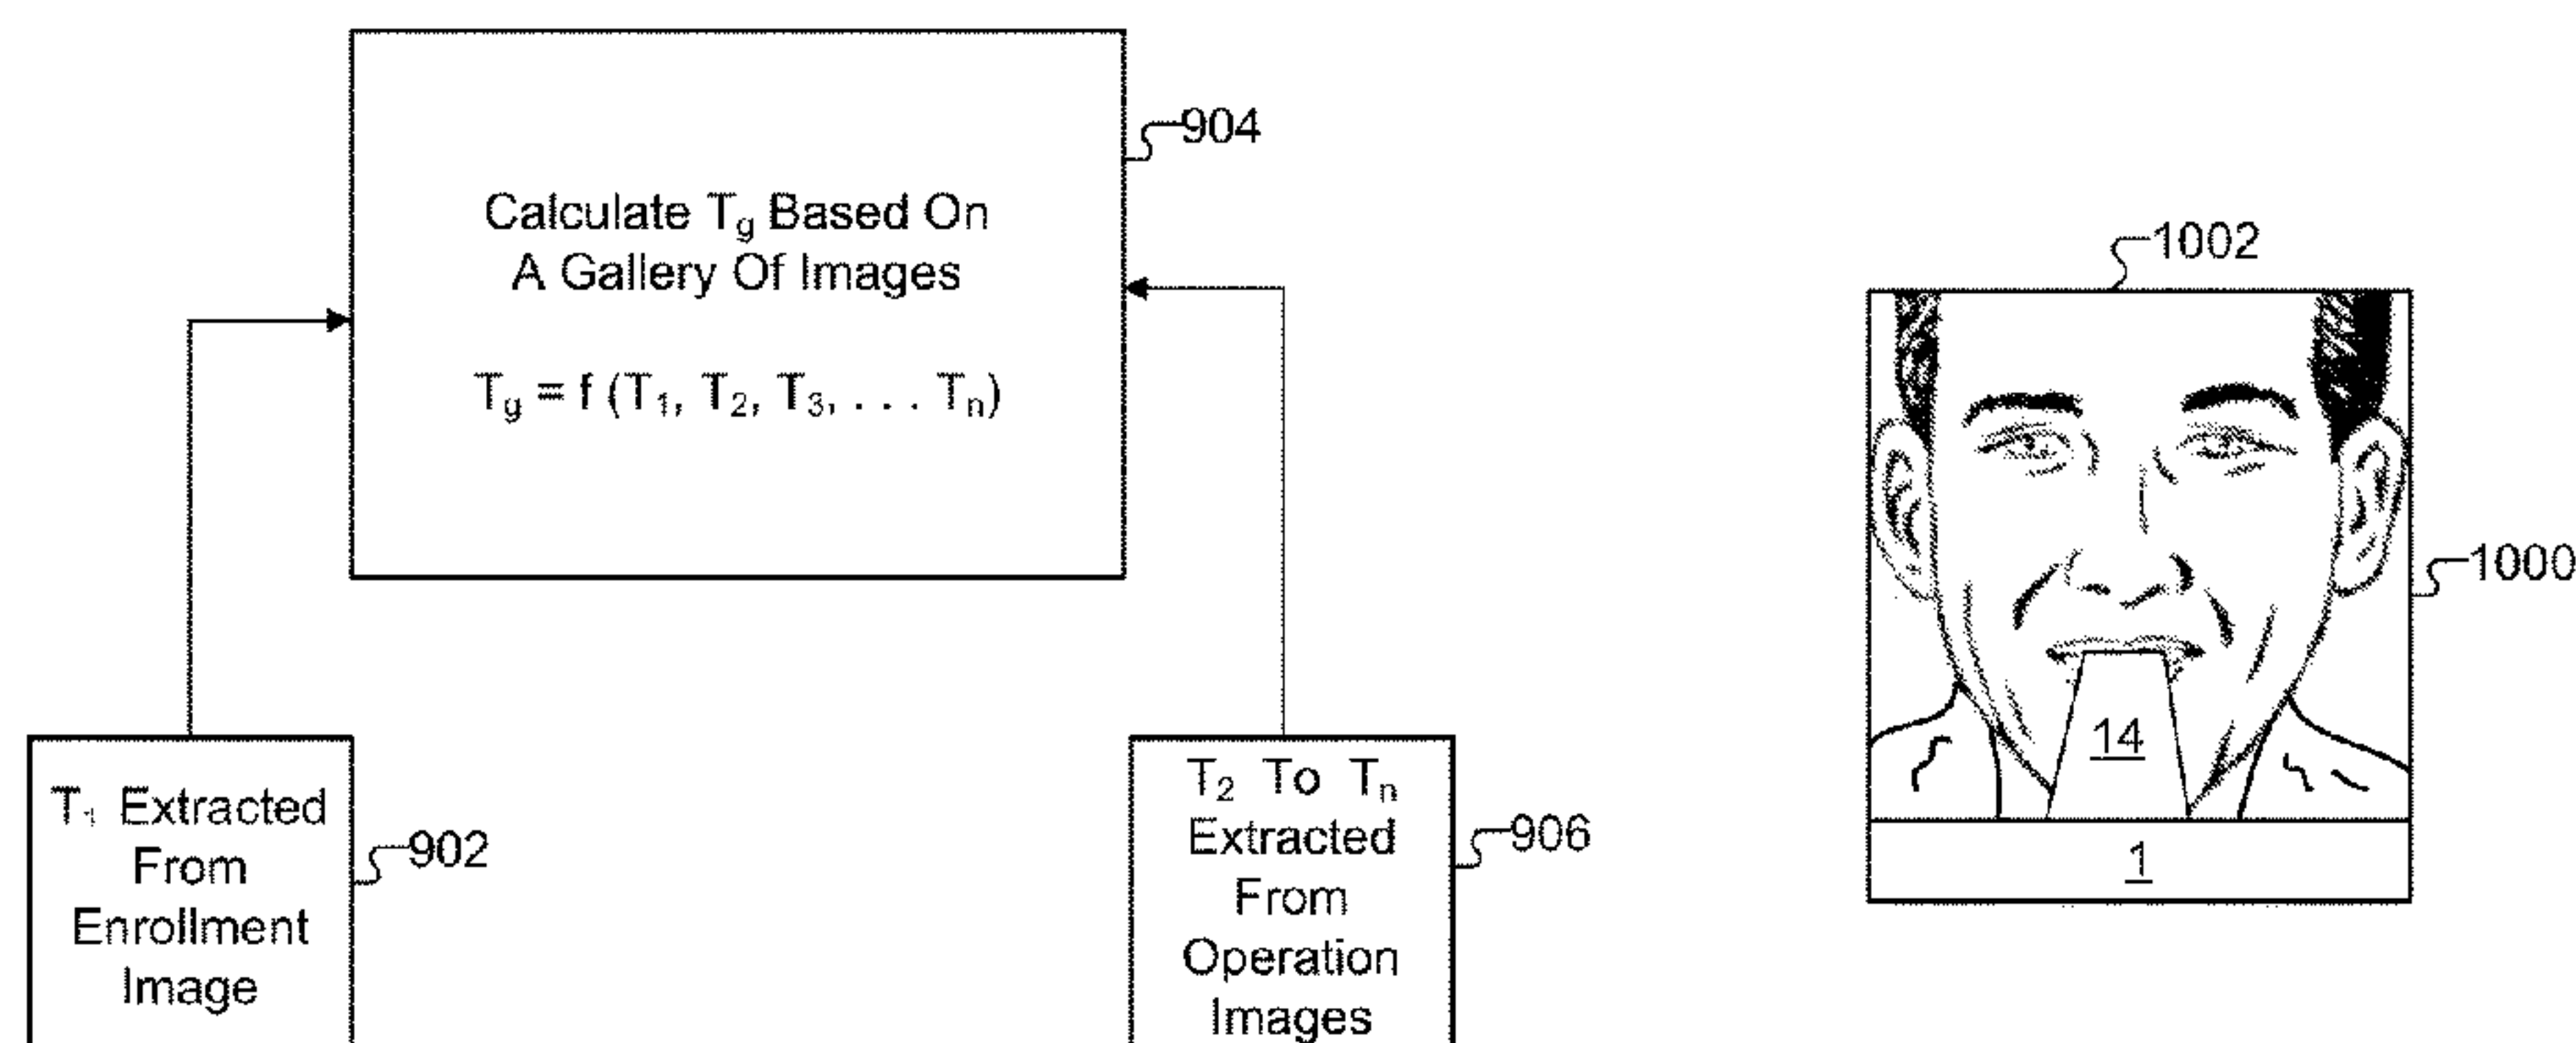 904
Calculate Tg Based On
A Gallery Of Images
Tg = f (T1, T2, T3, . . . Tn)
1002
1000
14
1
T1 Extracted
From
Enrollment
Image
902
T2 To Tn
Extracted
From
Operation
Images
906